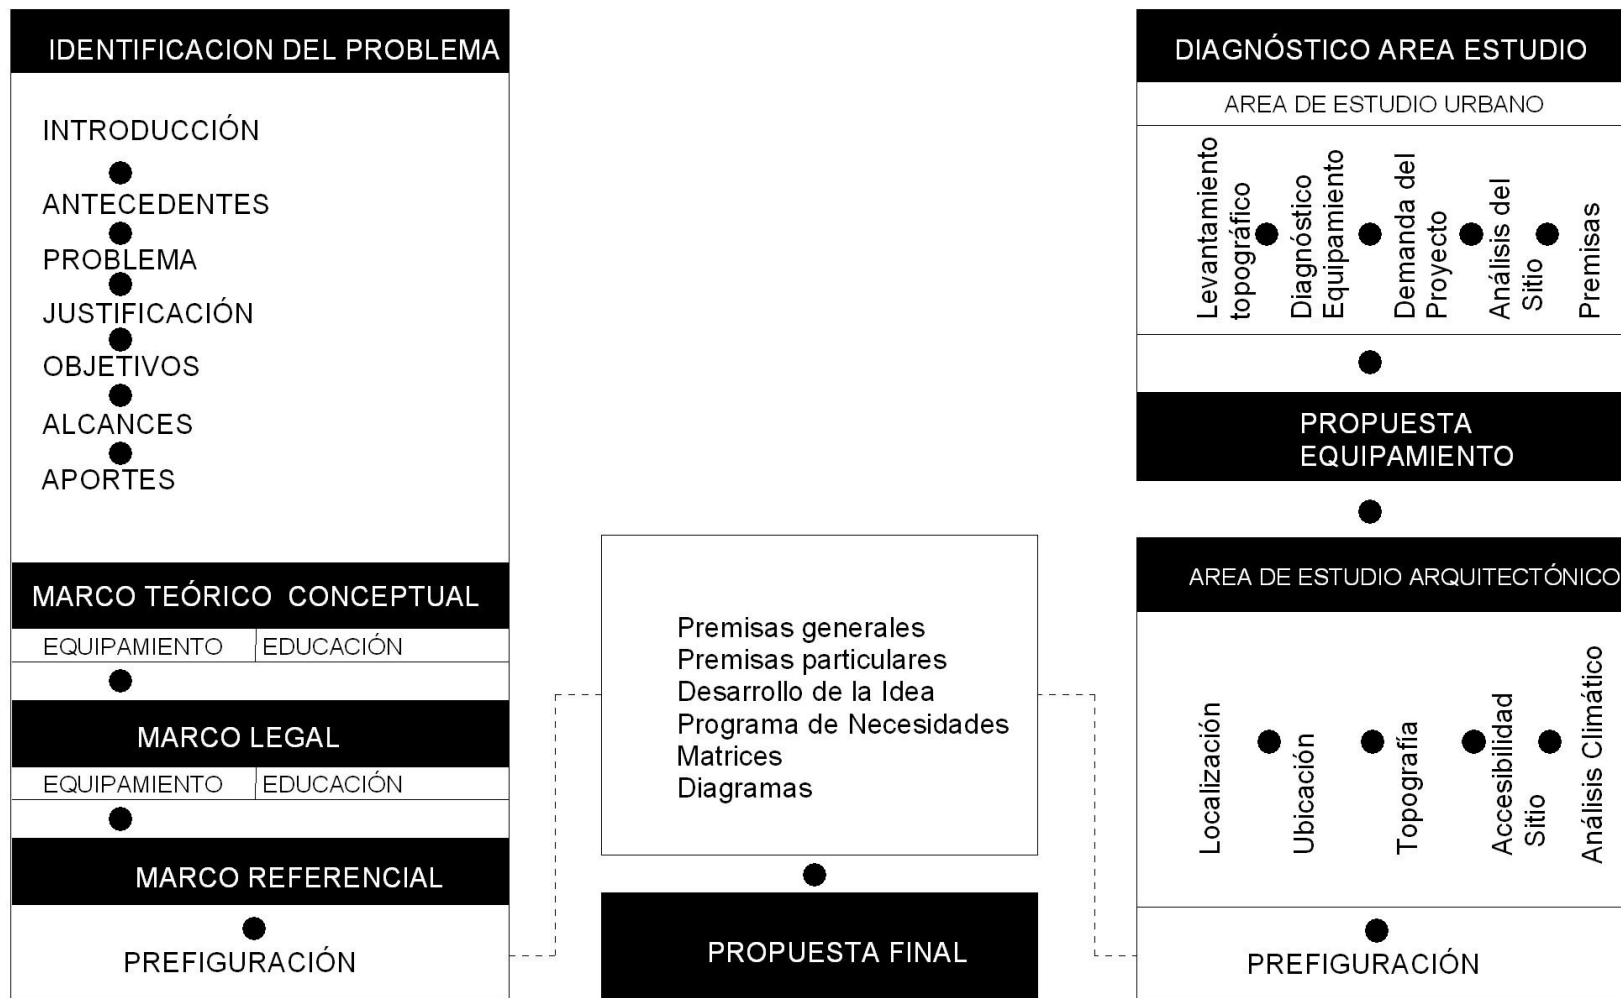 IDENTIFICACION DEL PROBLEMA
INTRODUCCIÓN
ANTECEDENTES
PROBLEMA
JUSTIFICACIÓN
OBJETIVOS
ALCANCES
APORTES
MARCO TEÓRICO CONCEPTUAL
EQUIPAMIENTO EDUCACIÓN
MARCO LEGAL
EQUIPAMIENTO EDUCACIÓN
MARCO REFERENCIAL
PREFIGURACIÓN
Premisas generales
Premisas particulares
Desarrollo de la Idea
Programa de Necesidades
Matrices
Diagramas
PROPUESTA FINAL
DIAGNÓSTICO AREA ESTUDIO
AREA DE ESTUDIO URBANO
Levantamiento
topográfico
Diagnóstico
Equipamiento
Demanda del
Proyecto
Análisis del
Sitio
Premisas
PROPUESTA
EQUIPAMIENTO
AREA DE ESTUDIO ARQUITECTÓNICO
Localización
Ubicación
Topografía
Accesibilidad
Sitio
Análisis Climático
PREFIGURACIÓN